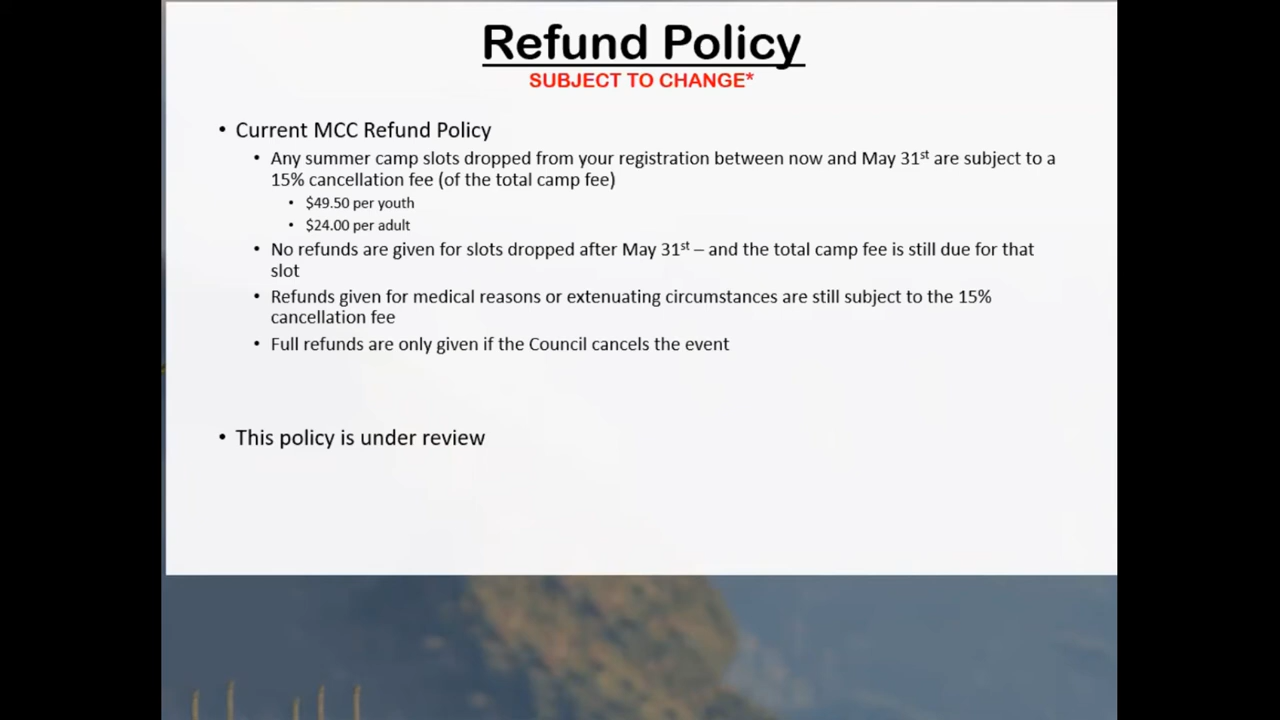 Refund Policy
SUBJECT TO CHANGE*
• Current MCC Refund Policy
• Any summer camp slots dropped from your registration between now and May 31st are subject to a
15% cancellation fee (of the total camp fee)
• $49.50 per youth
• $24.00 per adult
• No refunds are given for slots dropped after May 31st – and the total camp fee is still due for that
slot
• Refunds given for medical reasons or extenuating circumstances are still subject to the 15%
cancellation fee
• Full refunds are only given if the Council cancels the event
• This policy is under review